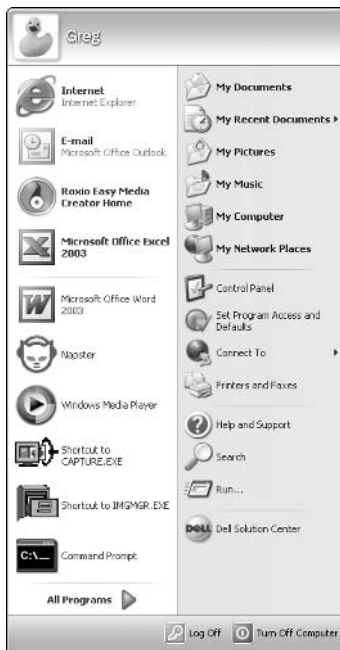 Greg
Internet
Internet Explorer
E-mail
Microsoft Office Outlook
Roxio Easy Media
Creator Home
Microsoft Office Excel
2003
Microsoft Office Word
2003
Napster
Windows Media Player
Shortcut to
CAPTURE.EXE
Shortcut to IMGMGR.EXE
C:\_
Command Prompt
All Programs
My Documents
My Recent Documents
My Pictures
My Music
My Computer
My Network Places
Control Panel
Set Program Access and
Defaults
Connect To
Printers and Faxes
Help and Support
Search
Run...
DELL Dell Solution Center
Log Off Turn Off Computer